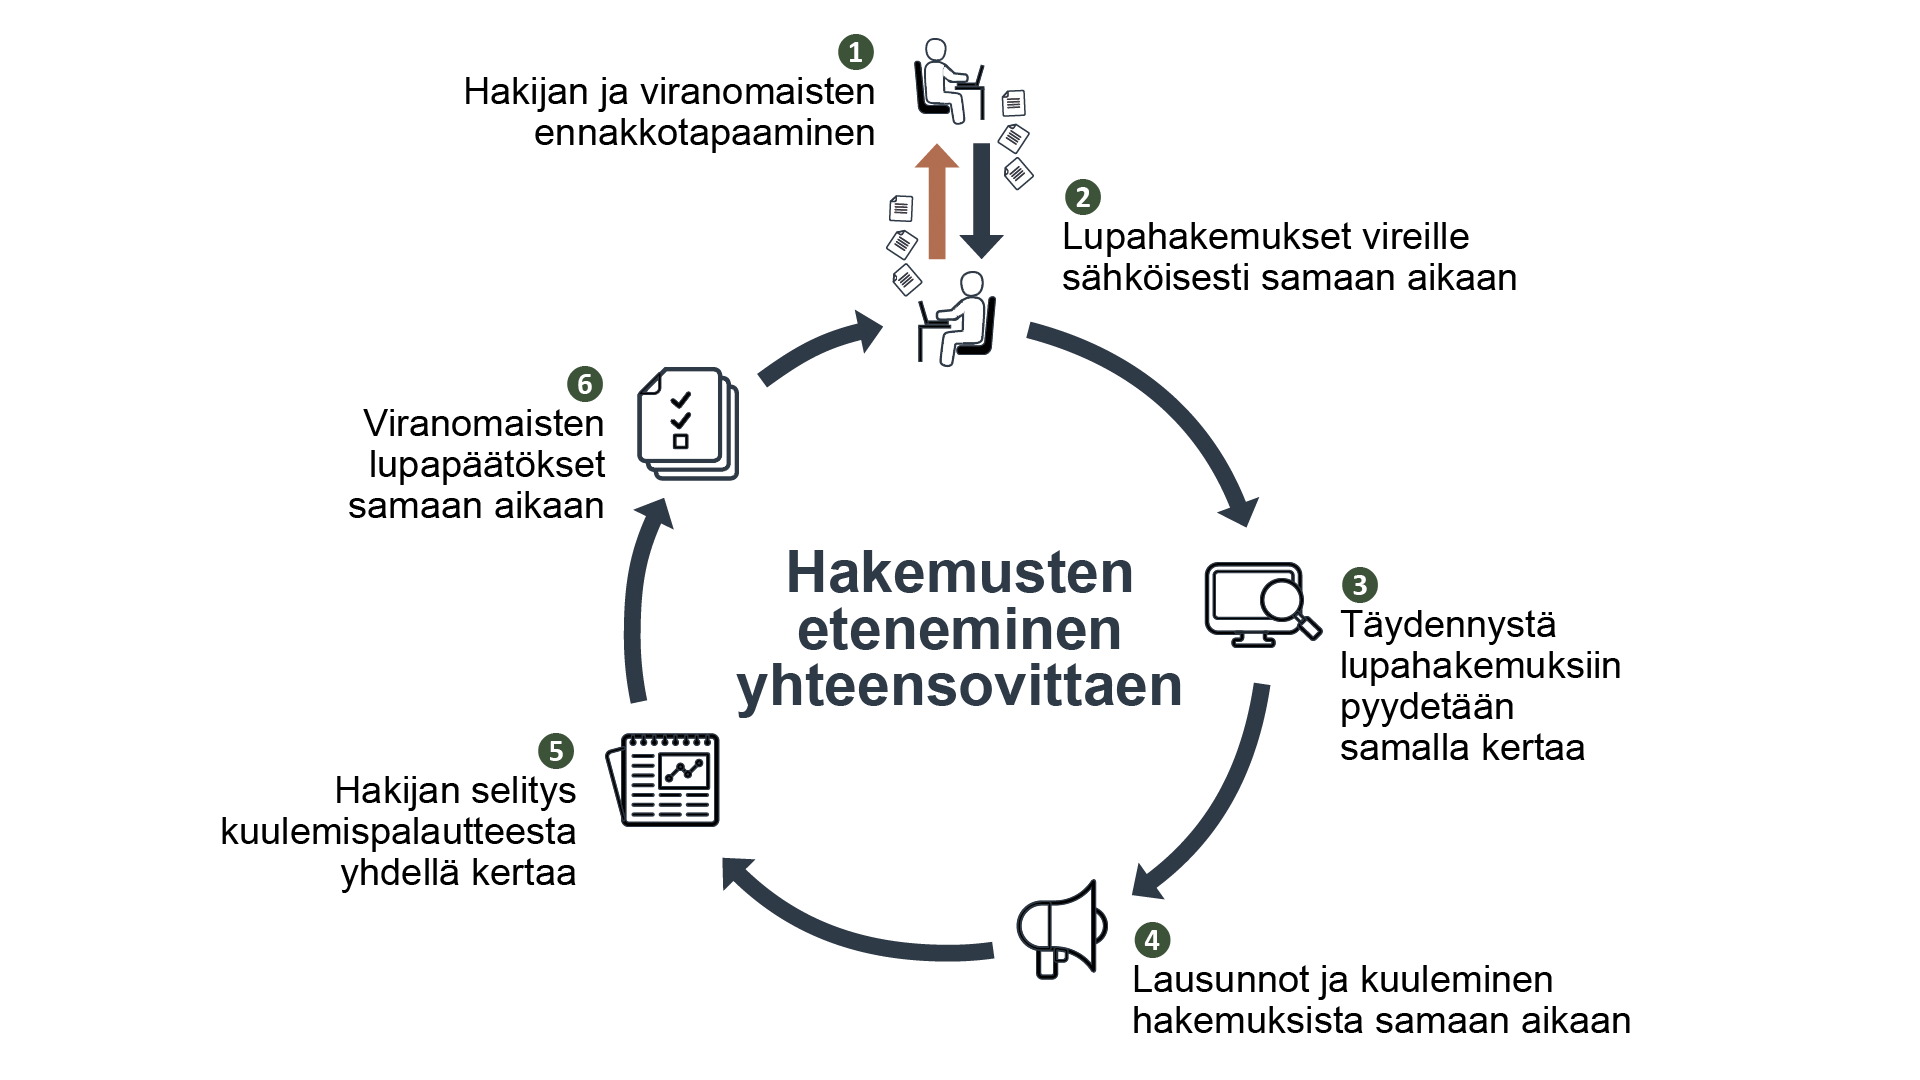 1
Hakijan ja viranomaisten
ennakkotapaaminen
2
Lupahakemukset vireille
sähköisesti samaan aikaan
3
Täydennystä
lupahakemuksiin
pyydetään
samalla kertaa
4
Lausunnot ja kuuleminen
hakemuksista samaan aikaan
5
Hakijan selitys
kuulemispalautteesta
yhdellä kertaa
6
Viranomaisten
lupapäätökset
samaan aikaan
Hakemusten
eteneminen
yhteensovittaen